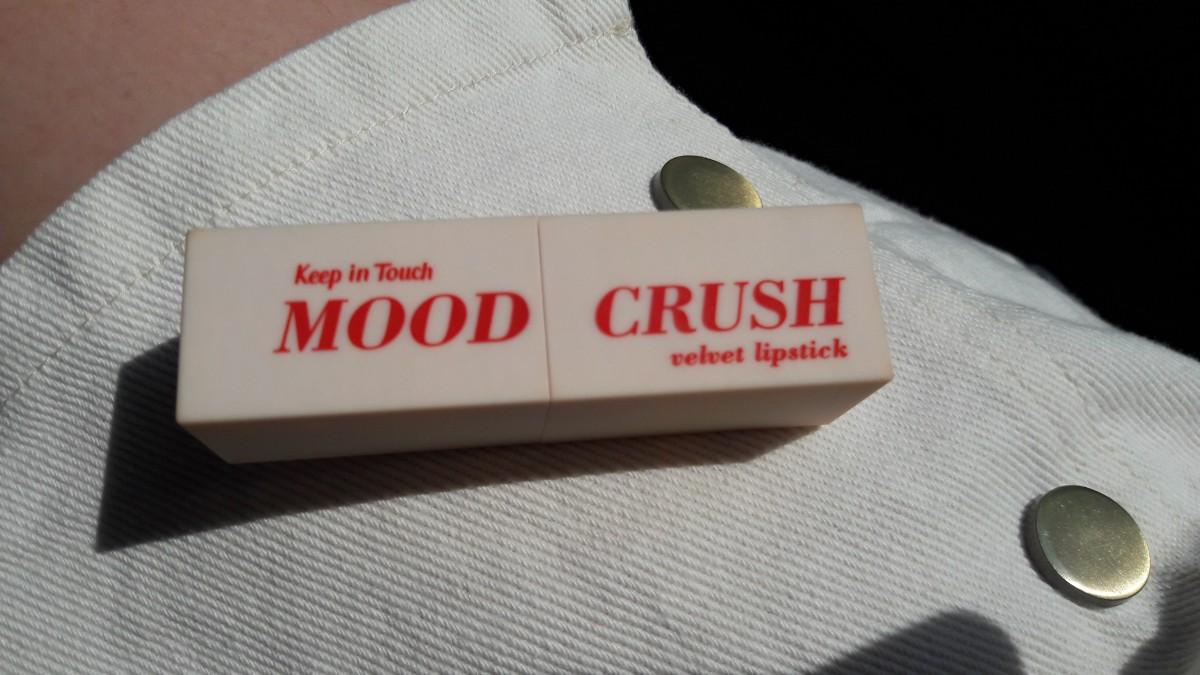 Keep in Touch
MOOD CRUSH
velvet lipstick